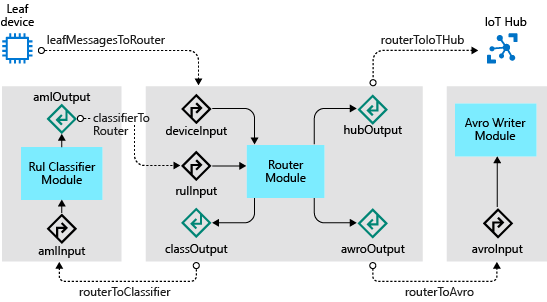 Leaf
device
IoT Hub
leafMessagesToRouter
routerToIoTHub
amlOutput
classifierTo
Router
deviceInput
hubOutput
Avro Writer
Module
Rul Classifier
Module
rulInput
Router
Module
amlInput
classOutput
awroOutput
avroInput
routerToClassifier
routerToAvro